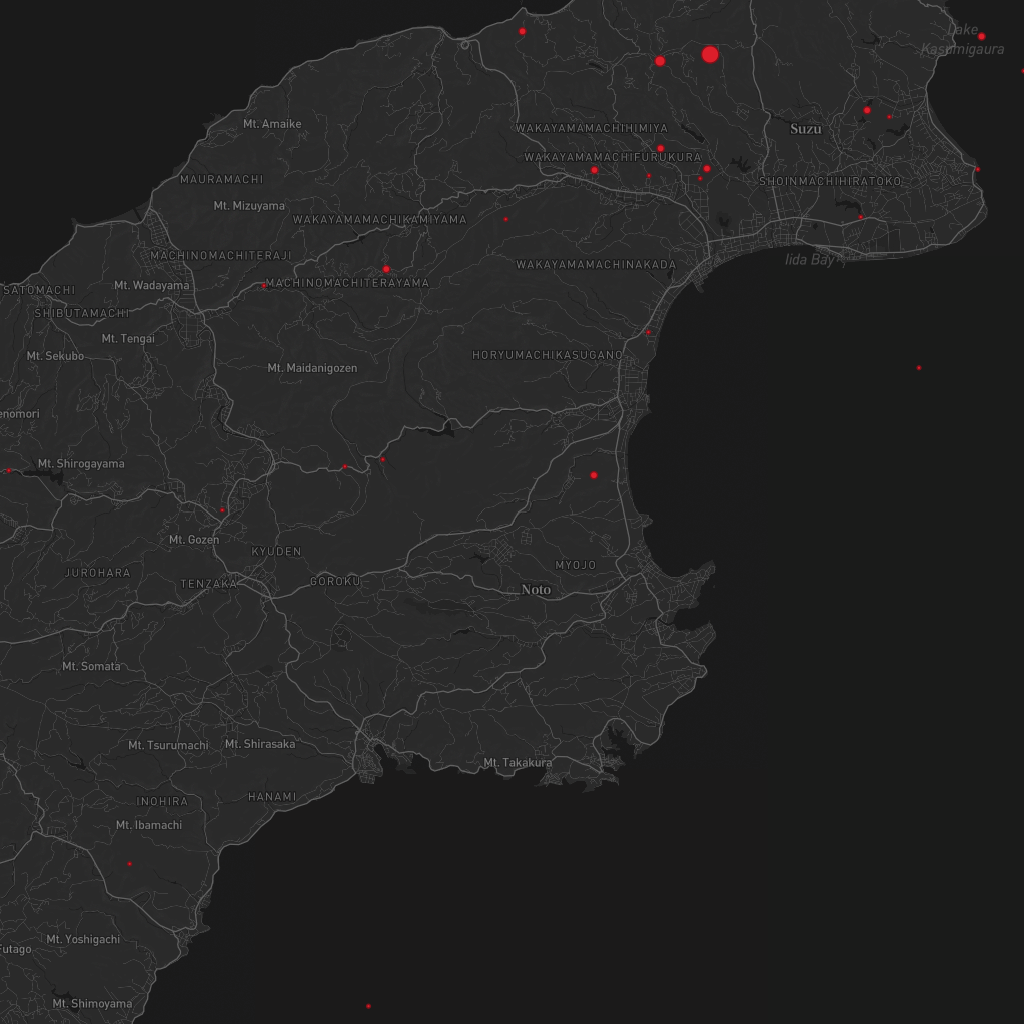 Lake
Kasumigaura
Mt. Amaike
WAKAYAMAMACHIHIMIYA
Suzu
WAKAYAMAMACHIFURUKURA
MAURAMACHI
SHOINMACHIHIRATOKO
Mt. Mizuyama
WAKAYAMAMACHIKAMIYAMA
MACHINOMACHITERAJI
Iida Bay
WAKAYAMAMACHINAKADA
MACHINOMACHITERAYAMA
Mt. Wadayama
SATOMACHI
SHIBUTAMACHI
Mt. Tengai
Mt. Sekubo
HORYUMACHIKASUGANO
Mt. Maidanigozen
enomori
Mt. Shirogayama
Mt. Gozen
KYUDEN
MYOJO
JUROHARA
TENZAKA
GOROKU
Noto
Mt. Somata
Mt. Tsurumachi
Mt. Shirasaka
Mt. Takakura
HANAMI
INOHIRA
Mt. Ibamachi
Mt. Yoshigachi
Futago
Mt. Shimoyama